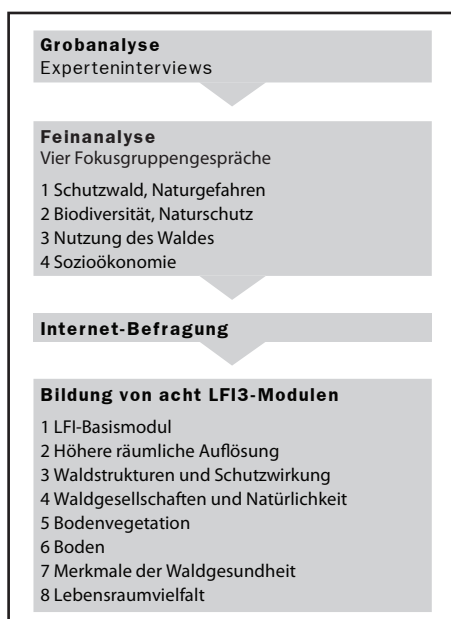 Grobanalyse
Experteninterviews
Feinanalyse
Vier Fokusgruppengespräche
1 Schutzwald, Naturgefahren
2 Biodiversität, Naturschutz
3 Nutzung des Waldes
4 Sozioökonomie
Internet-Befragung
Bildung von acht LFI3-Modulen
1 LFI-Basismodul
2 Höhere räumliche Auflösung
3 Waldstrukturen und Schutzwirkung
4 Waldgesellschaften und Natürlichkeit
5 Bodenvegetation
6 Boden
7 Merkmale der Waldgesundheit
8 Lebensraumvielfalt